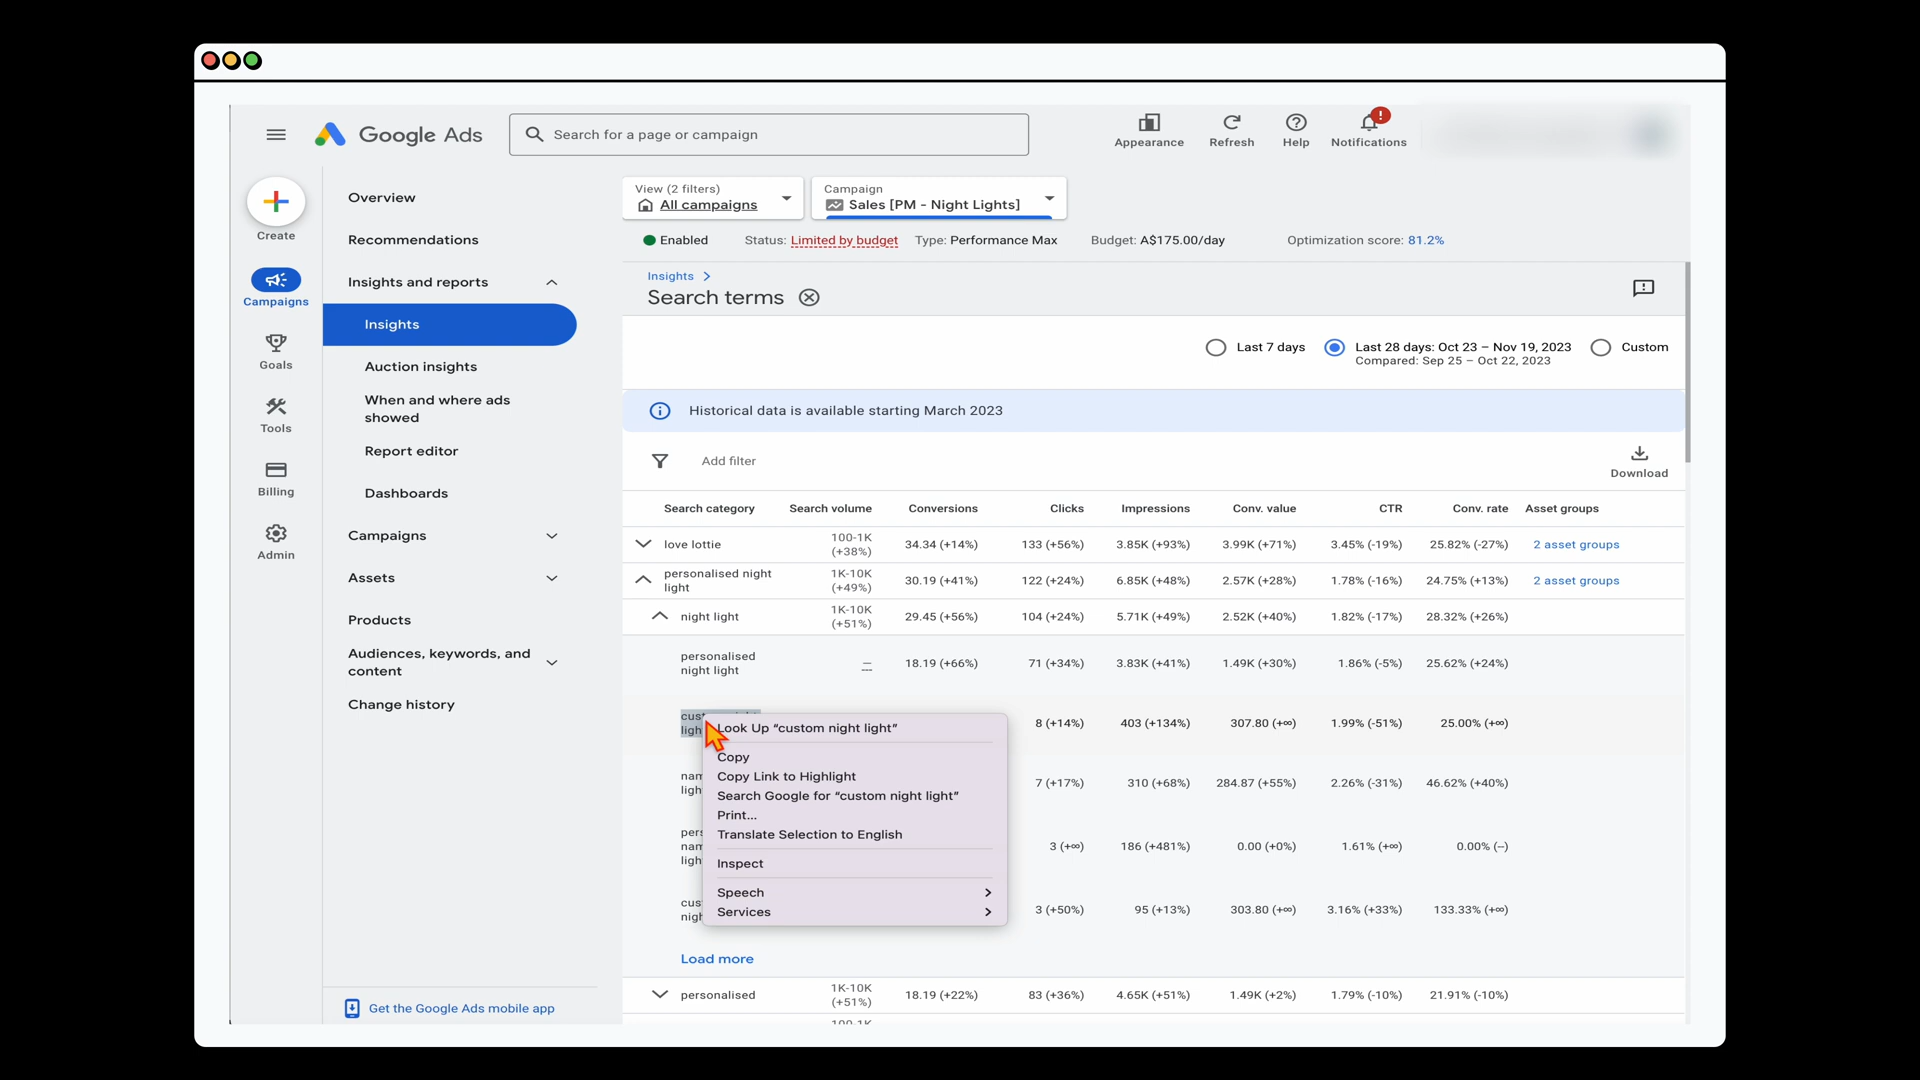 Google Ads
Search for a page or campaign
Appearance
Refresh
Help
!
Notifications
Create
Campaigns
Goals
Tools
Billing
Admin
Overview
Recommendations
Insights and reports
Insights
Auction insights
When and where ads
showed
Report editor
Dashboards
Campaigns
Assets
Products
Audiences, keywords, and
content
Change history
Get the Google Ads mobile app
View (2 filters)
All campaigns
Campaign
Sales [PM - Night Lights]
Enabled
Status: Limited by budget
Type: Performance Max
Budget: A$175.00/day
Optimization score: 81.2%
Insights
Search terms
Last 7 days
Last 28 days: Oct 23 – Nov 19, 2023
Compared: Sep 25 – Oct 22, 2023
Custom
Historical data is available starting March 2023
Add filter
Download
Search category Search volume Conversions Clicks Impressions Conv. value CTR Conv. rate Asset groups
love lottie 100-1K (+38%) 34.34 (+14%) 133 (+56%) 3.85K (+93%) 3.99K (+71%) 3.45% (-19%) 25.82% (-27%) 2 asset groups
personalised night light 1K-10K (+49%) 30.19 (+41%) 122 (+24%) 6.85K (+48%) 2.57K (+28%) 1.78% (-16%) 24.75% (+13%) 2 asset groups
night light 1K-10K (+51%) 29.45 (+56%) 104 (+24%) 5.71K (+49%) 2.52K (+40%) 1.82% (-17%) 28.32% (+26%)
personalised night light — 18.19 (+66%) 71 (+34%) 3.83K (+41%) 1.49K (+30%) 1.86% (-5%) 25.62% (+24%)
8 (+14%) 403 (+134%) 307.80 (+∞) 1.99% (-51%) 25.00% (+∞)
7 (+17%) 310 (+68%) 284.87 (+55%) 2.26% (-31%) 46.62% (+40%)
3 (+∞) 186 (+481%) 0.00 (+0%) 1.61% (+∞) 0.00% (–)
3 (+50%) 95 (+13%) 303.80 (+∞) 3.16% (+33%) 133.33% (+∞)
Look Up “custom night light”
Copy
Copy Link to Highlight
Search Google for “custom night light”
Print...
Translate Selection to English
Inspect
Speech
Services
Load more
personalised 1K-10K (+51%) 18.19 (+22%) 83 (+36%) 4.65K (+51%) 1.49K (+2%) 1.79% (-10%) 21.91% (-10%)